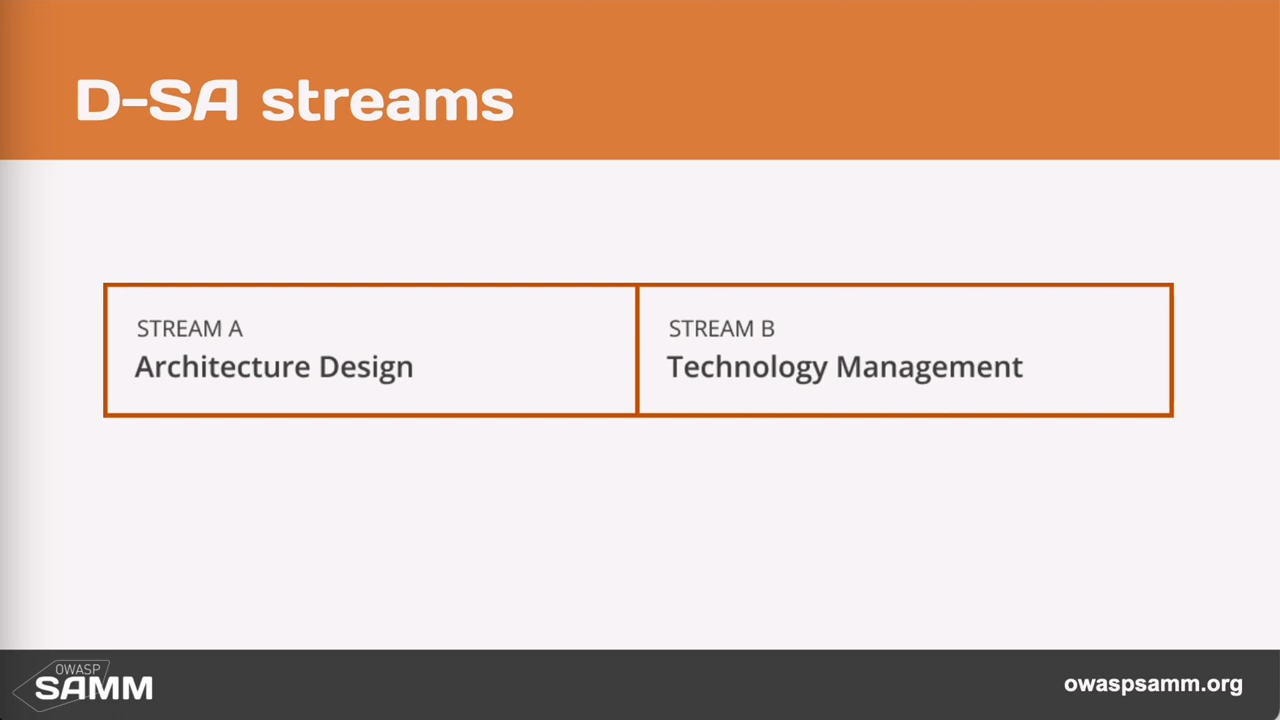 D-SA streams
STREAM A
Architecture Design
STREAM B
Technology Management
OWASP
SAMM
owaspsamm.org